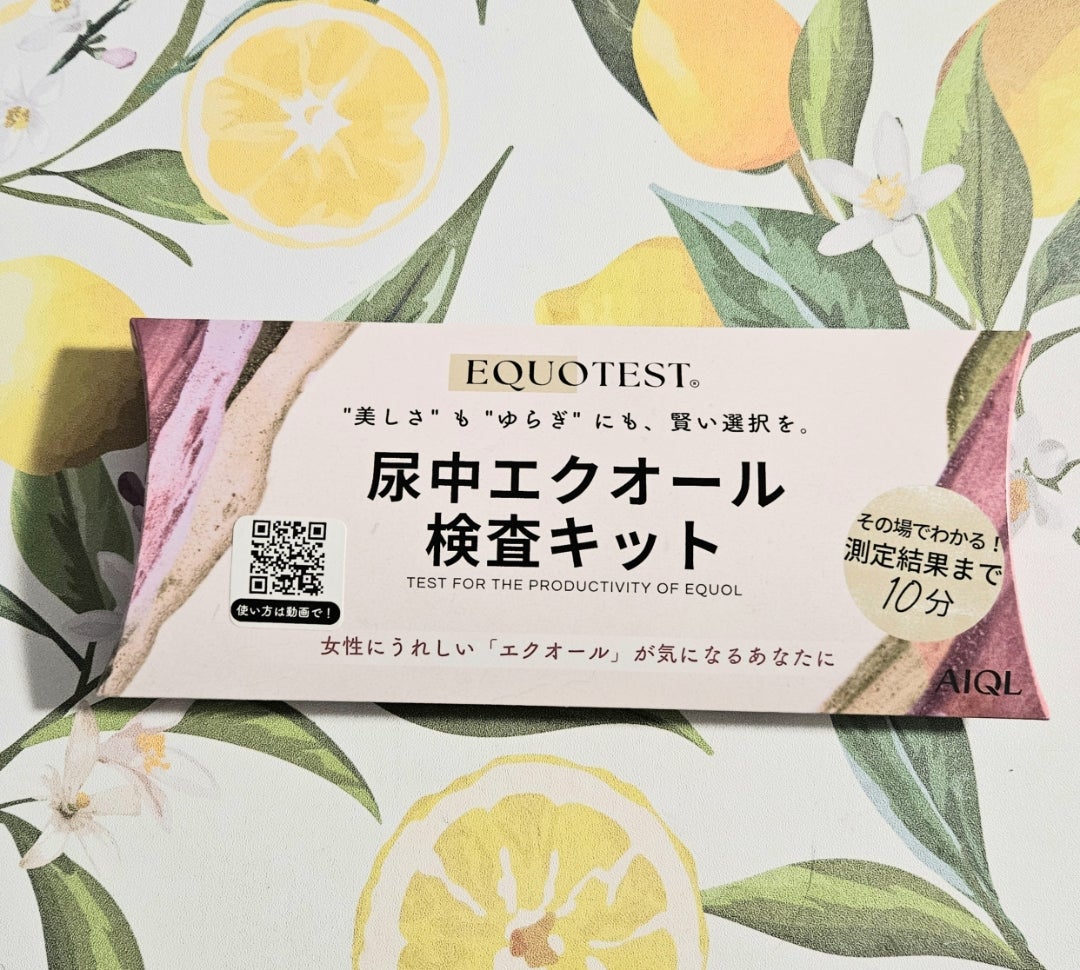 EQUOTEST®
"美しさ" も "ゆらぎ" にも、賢い選択を。
尿中エクオール
検査キット
TEST FOR THE PRODUCTIVITY OF EQUOL
使い方は動画で！
その場でわかる！
測定結果まで
10分
女性にうれしい「エクオール」が気になるあなたに
AIQL